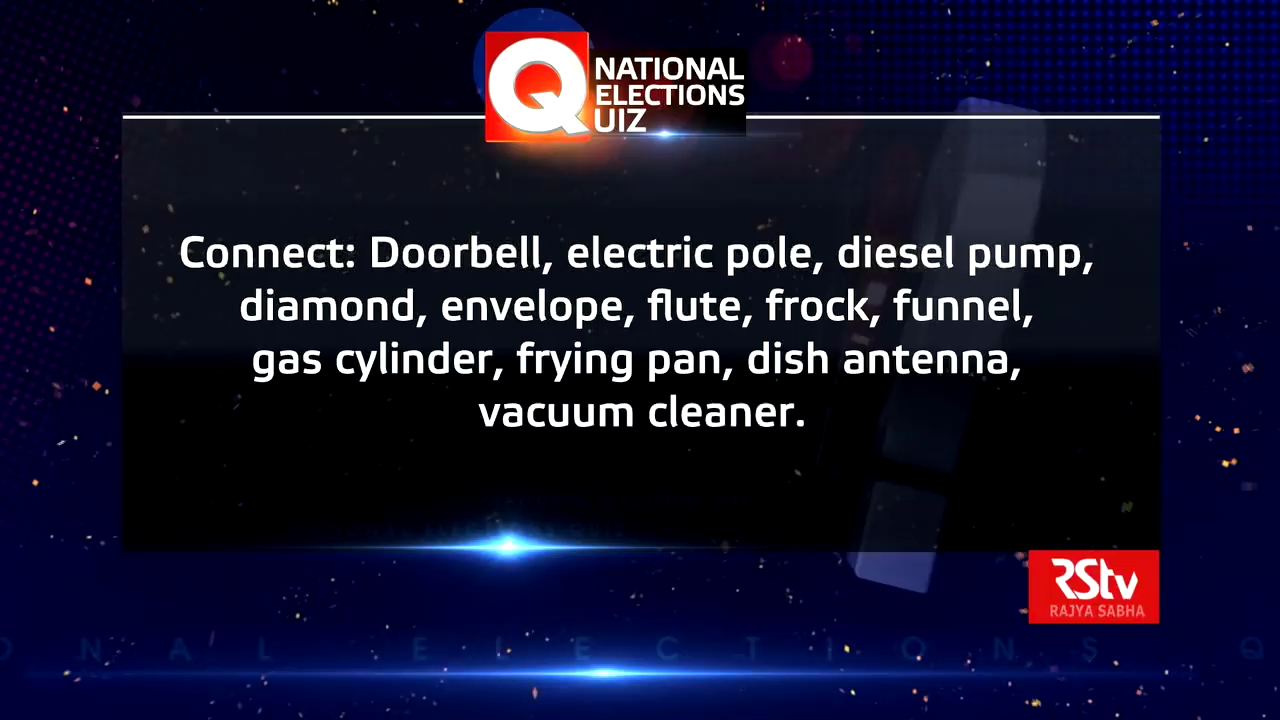 NATIONAL
ELECTIONS
QUIZ
Connect: Doorbell, electric pole, diesel pump,
diamond, envelope, flute, frock, funnel,
gas cylinder, frying pan, dish antenna,
vacuum cleaner.
RStv
RAJYA SABHA
O N A L E L E C T I O N S Q